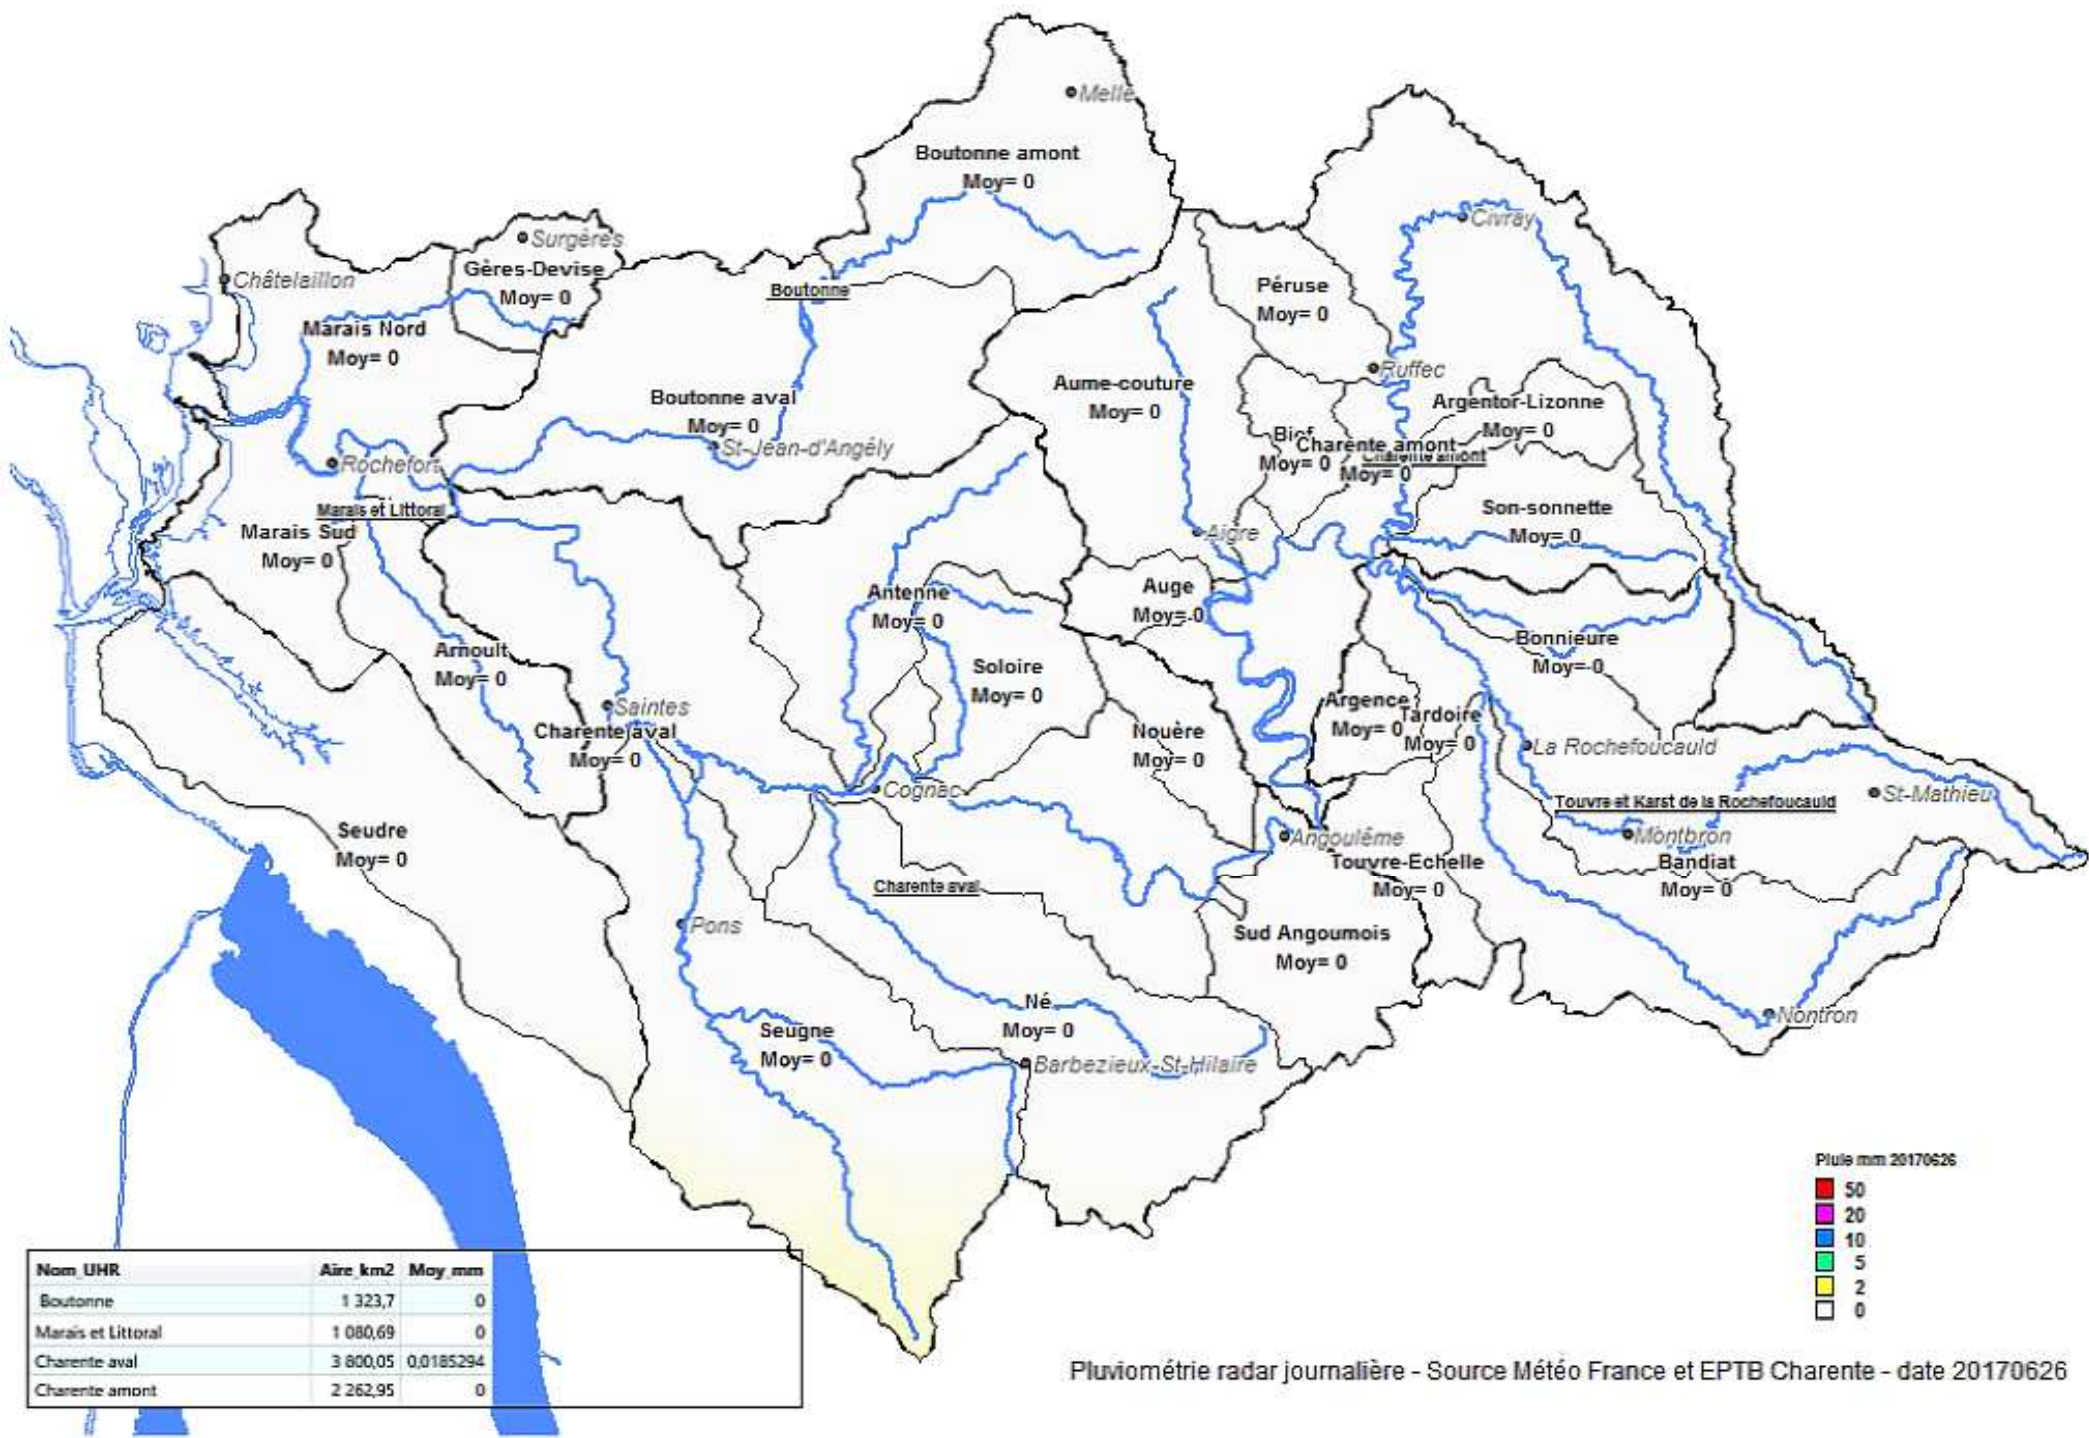 Melle
Boutonne amont
Moy= 0
Civray
Surgères
Gères-Devise
Moy= 0
Châtelaillon
Boutonne
Péruse
Moy= 0
Marais Nord
Moy= 0
Ruffec
Aume-couture
Moy= 0
Boutonne aval
Moy= 0
Argentor-Lizonne
Moy= 0
St-Jean-d'Angély
Bief
Moy= 0
Charente amont
Charente amont
Moy= 0
Rochefort
Marais et Littoral
Marais Sud
Moy= 0
Son-sonnette
Moy= 0
Aigre
Antenne
Moy= 0
Auge
Moy= 0
Bonnieure
Moy= 0
Arnoult
Moy= 0
Soloire
Moy= 0
Saintes
Argence
Moy= 0
Tardoire
Moy= 0
Charente aval
Moy= 0
Nouère
Moy= 0
La Rochefoucauld
Cognac
St-Mathieu
Touvre et Karst de la Rochefoucauld
Seudre
Moy= 0
Angoulême
Montbron
Touvre-Echelle
Moy= 0
Bandiat
Moy= 0
Charente aval
Pons
Sud Angoumois
Moy= 0
Né
Moy= 0
Nontron
Seugne
Moy= 0
Barbezieux-St-Hilaire
Pluie mm 20170626
50
20
10
5
2
0
Nom_UHR Aire_km2 Moy_mm
Boutonne 1 323,7 0
Marais et Littoral 1 080,69 0
Charente aval 3 800,05 0,0185294
Charente amont 2 262,95 0
Pluviométrie radar journalière - Source Météo France et EPTB Charente - date 20170626